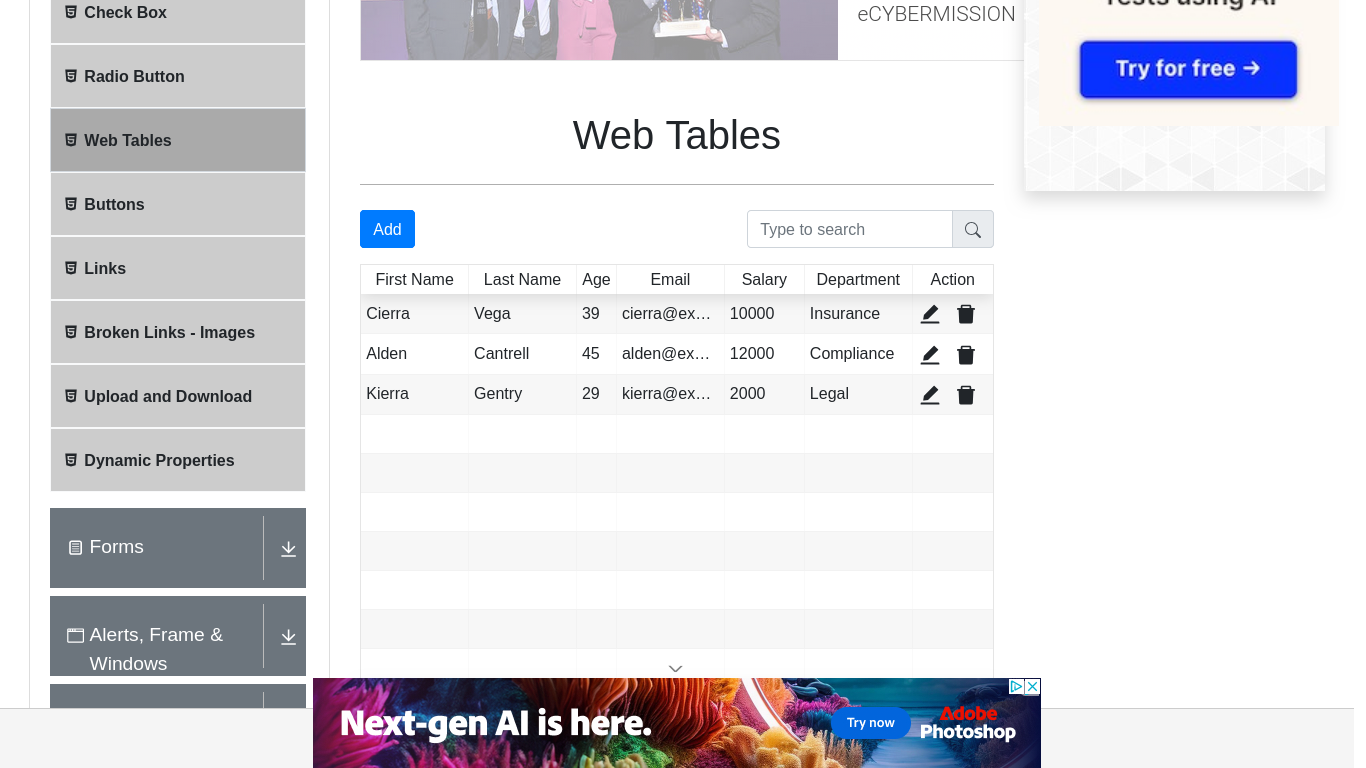 Check Box
eCYBERMISSION
Try for free →
Radio Button
Web Tables
Web Tables
Buttons
Add
Type to search
Links
First Name Last Name Age Email Salary Department Action
Cierra Vega 39 cierra@ex… 10000 Insurance
Broken Links - Images
Alden Cantrell 45 alden@ex… 12000 Compliance
Upload and Download
Kierra Gentry 29 kierra@ex… 2000 Legal
Dynamic Properties
Forms
Alerts, Frame &
Windows
Next-gen AI is here.
Try now
Adobe
Photoshop